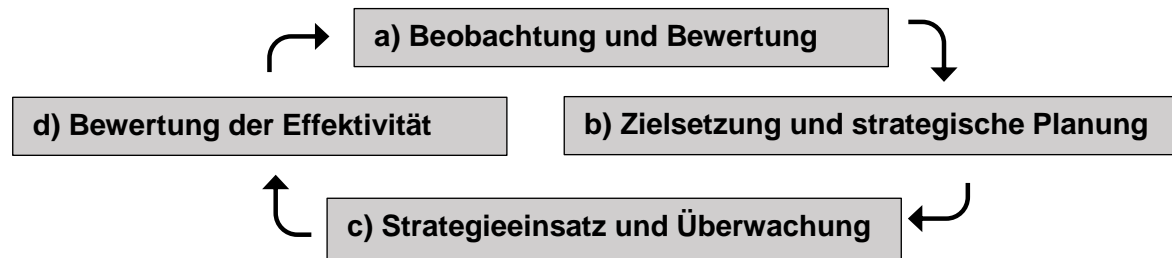 a) Beobachtung und Bewertung
d) Bewertung der Effektivität
b) Zielsetzung und strategische Planung
c) Strategieeinsatz und Überwachung